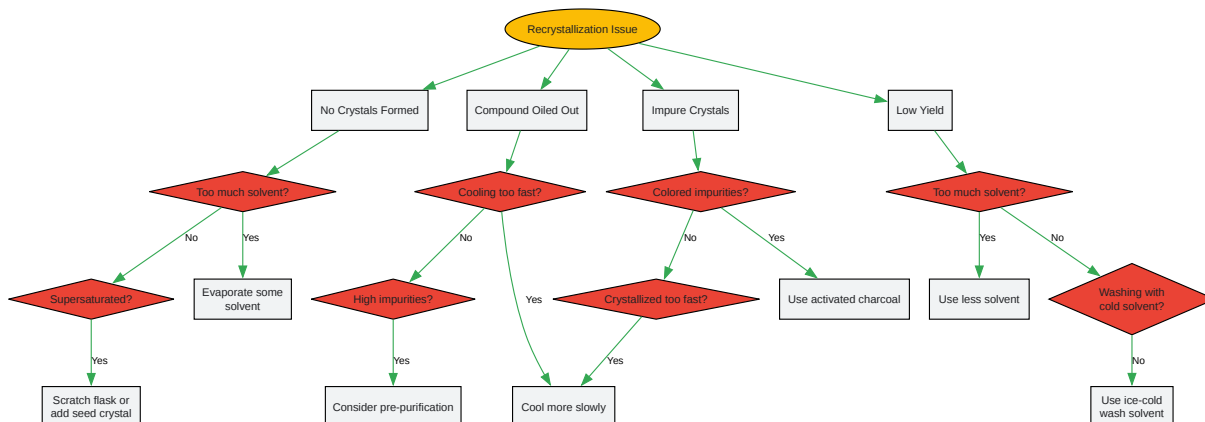 Recrystallization Issue
No Crystals Formed
Compound Oiled Out
Impure Crystals
Low Yield
Too much solvent?
Cooling too fast?
Colored impurities?
Too much solvent?
No
Yes
No
Yes
No
Yes
Yes
No
Supersaturated?
Evaporate some
solvent
High impurities?
Crystallized too fast?
Use activated charcoal
Use less solvent
Washing with
cold solvent?
Yes
Yes
Yes
No
Scratch flask or
add seed crystal
Consider pre-purification
Cool more slowly
Use ice-cold
wash solvent